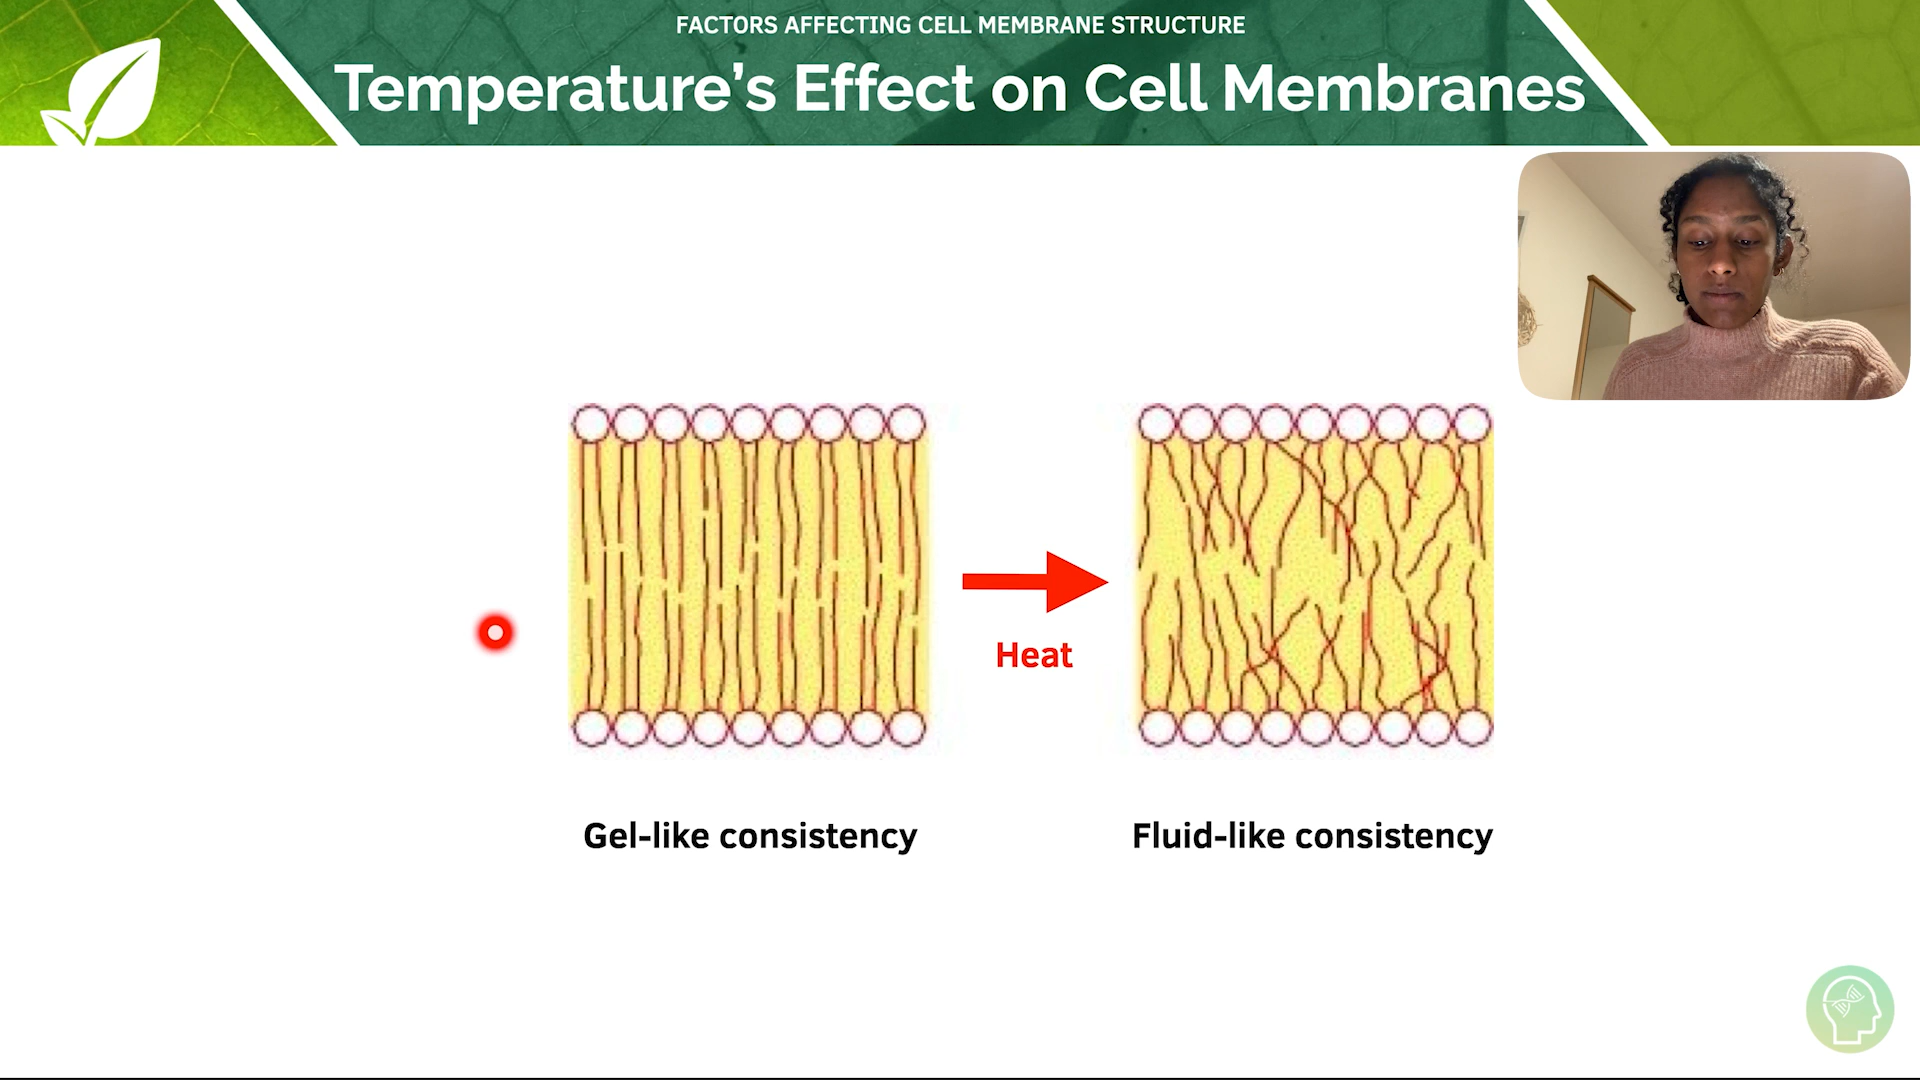 FACTORS AFFECTING CELL MEMBRANE STRUCTURE
Temperature’s Effect on Cell Membranes
Heat
Gel-like consistency
Fluid-like consistency